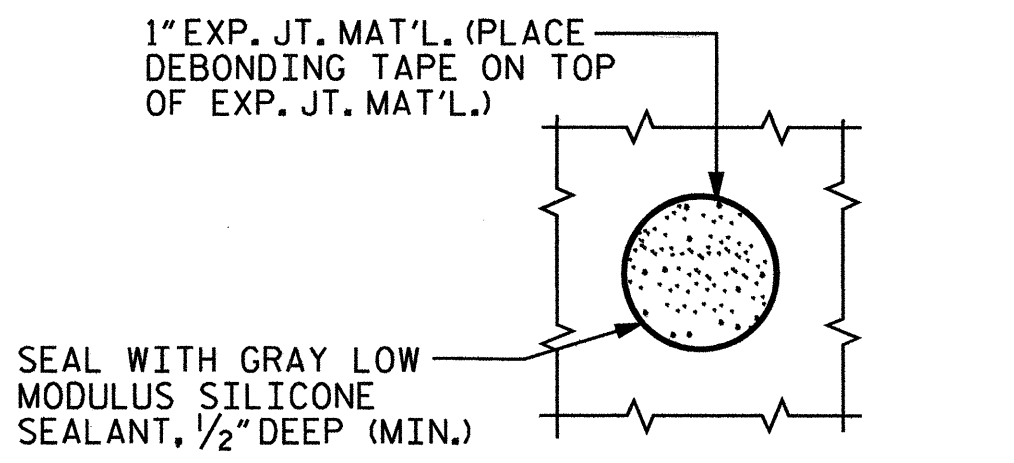 1" EXP. JT. MAT'L. (PLACE
DEBONDING TAPE ON TOP
OF EXP. JT. MAT'L.)
SEAL WITH GRAY LOW
MODULUS SILICONE
SEALANT, 1/2" DEEP (MIN.)